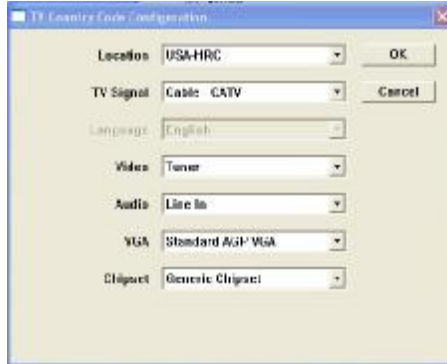 TV Country Code Configuration
Location USA-HRC OK
TV Signal Cable CATV Cancel
Language English
Video Tuner
Audio Line In
VGA Standard AGP VGA
Chipset Generic Chipset